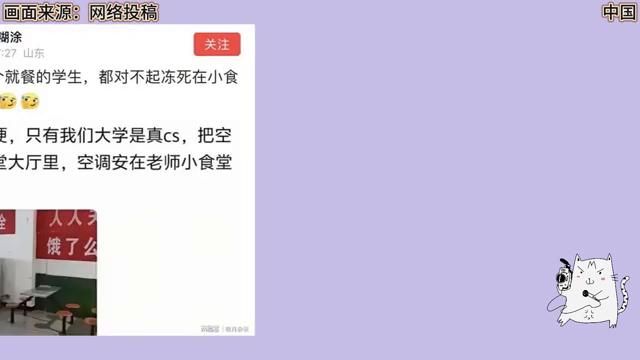 画面来源：网络投稿
中国
糊涂
7:27 山东
关注
个就餐的学生，都对不起冻死在小食
更，只有我们大学是真cs，把空
堂大厅里，空调安在老师小食堂
人人
饿了么